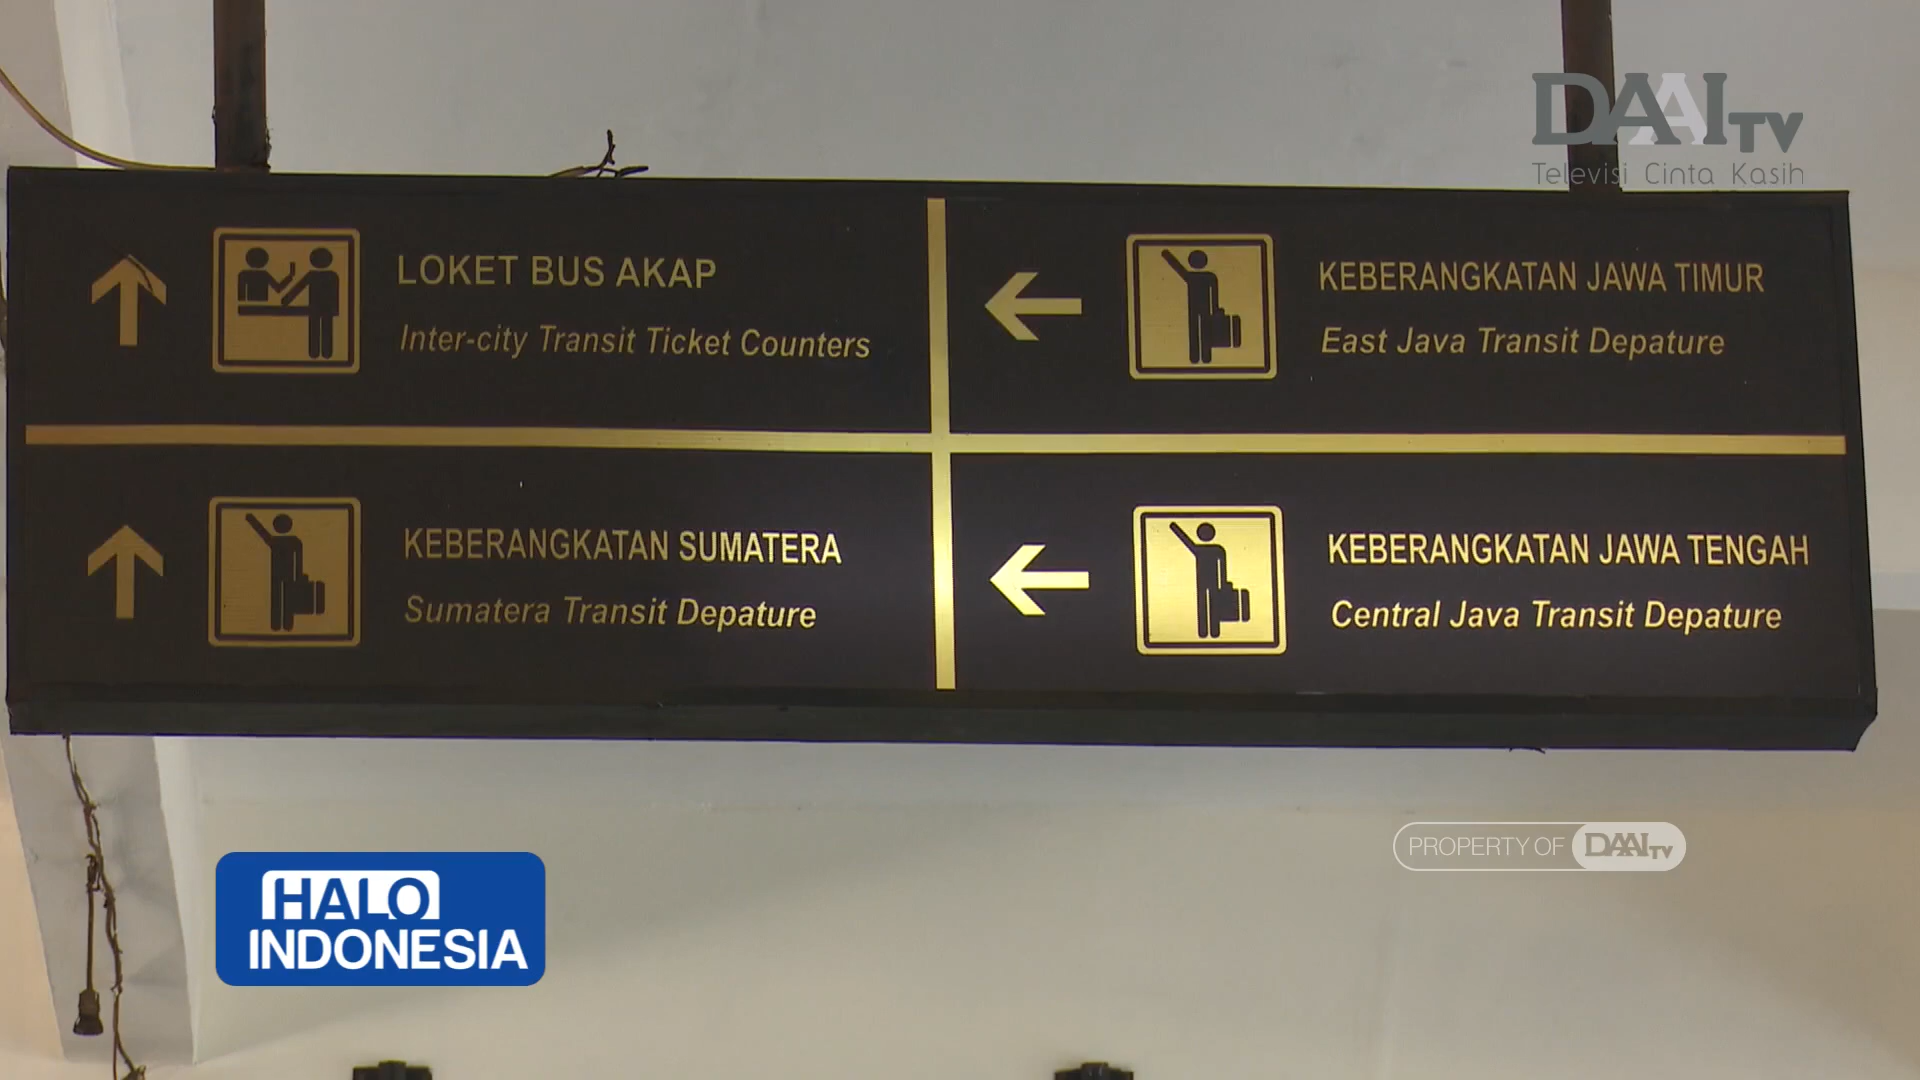 DAAI TV
Televisi Cinta Kasih
LOKET BUS AKAP
Inter-city Transit Ticket Counters
KEBERANGKATAN JAWA TIMUR
East Java Transit Depature
KEBERANGKATAN SUMATERA
Sumatera Transit Depature
KEBERANGKATAN JAWA TENGAH
Central Java Transit Depature
PROPERTY OF DAAI TV
HALO
INDONESIA